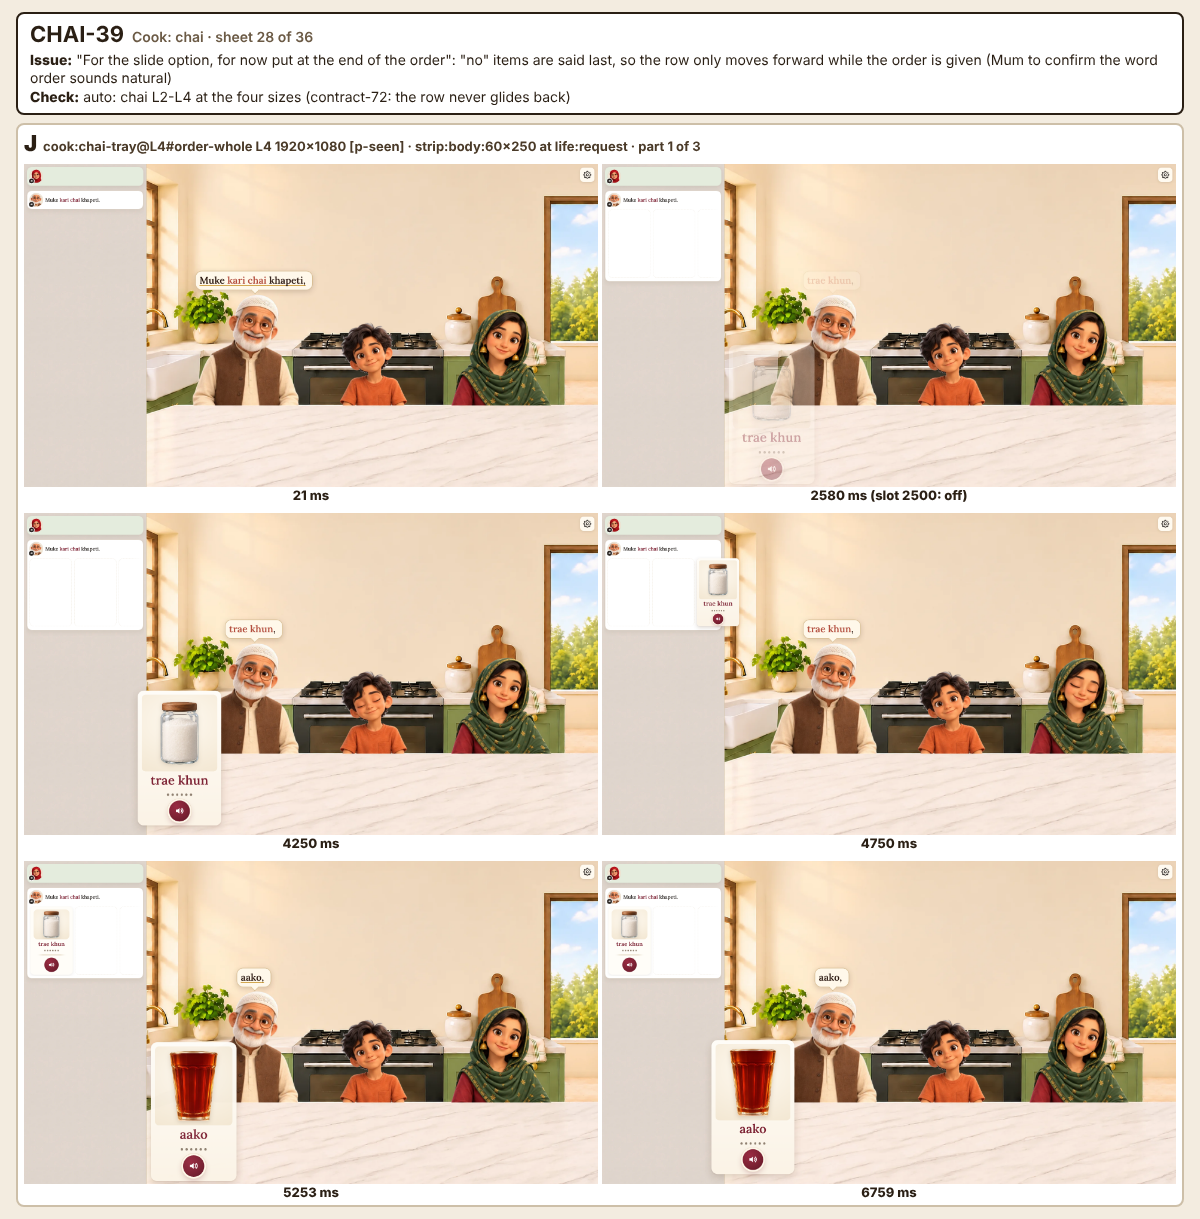 CHAI-39 Cook: chai · sheet 28 of 36
Issue: "For the slide option, for now put at the end of the order": "no" items are said last, so the row only moves forward while the order is given (Mum to confirm the word
order sounds natural)
Check: auto: chai L2-L4 at the four sizes (contract-72: the row never glides back)
J cook:chai-tray@L4#order-whole L4 1920×1080 [p-seen] · strip:body:60×250 at life:request · part 1 of 3
Muke kari chai khapeti.
Muke kari chai khapeti,
21 ms
Muke kari chai khapeti.
trae khun,
trae khun
2580 ms (slot 2500: off)
Muke kari chai khapeti.
trae khun,
trae khun
4250 ms
Muke kari chai khapeti.
trae khun
trae khun,
4750 ms
Muke kari chai khapeti.
trae khun
aako,
aako
5253 ms
Muke kari chai khapeti.
trae khun
aako,
aako
6759 ms